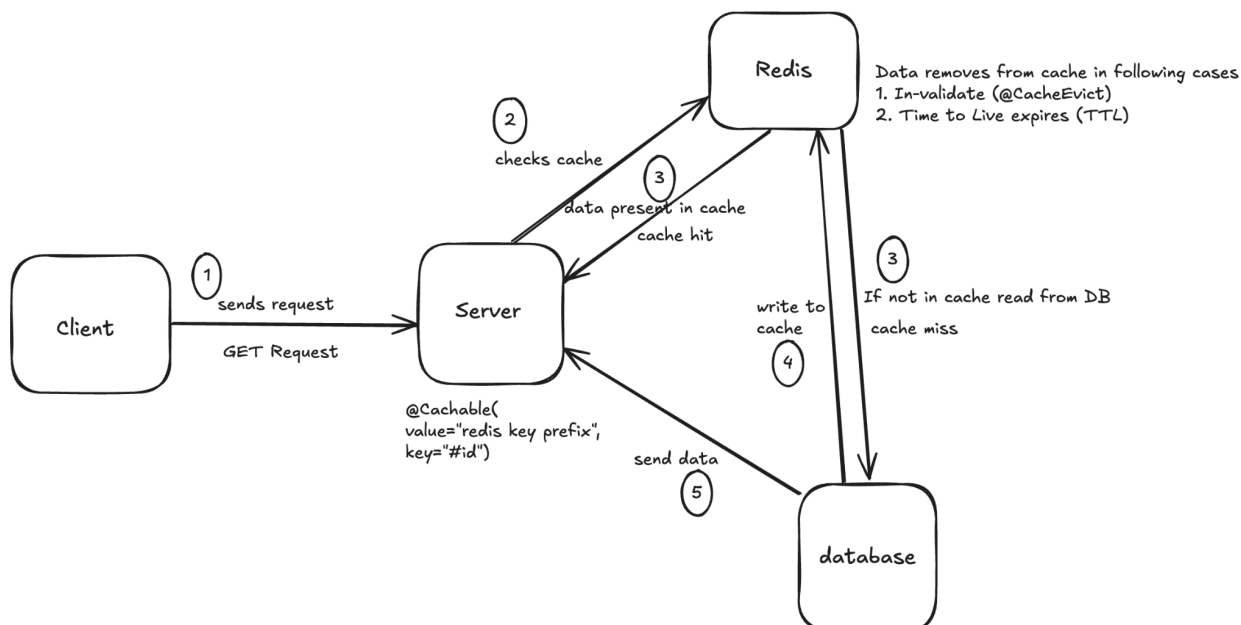 Redis
Data removes from cache in following cases
1. In-validate (@CacheEvict)
2. Time to Live expires (TTL)
2
checks cache
3
data present in cache
cache hit
Client
1
sends request
GET Request
Server
@Cachable(
value="redis key prefix",
key="#id")
3
If not in cache read from DB
cache miss
write to
cache
4
send data
5
database